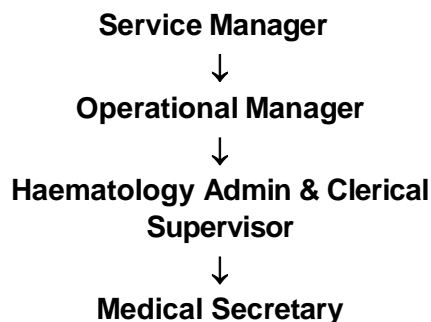 Service Manager
↓
Operational Manager
↓
Haematology Admin & Clerical
Supervisor
↓
Medical Secretary